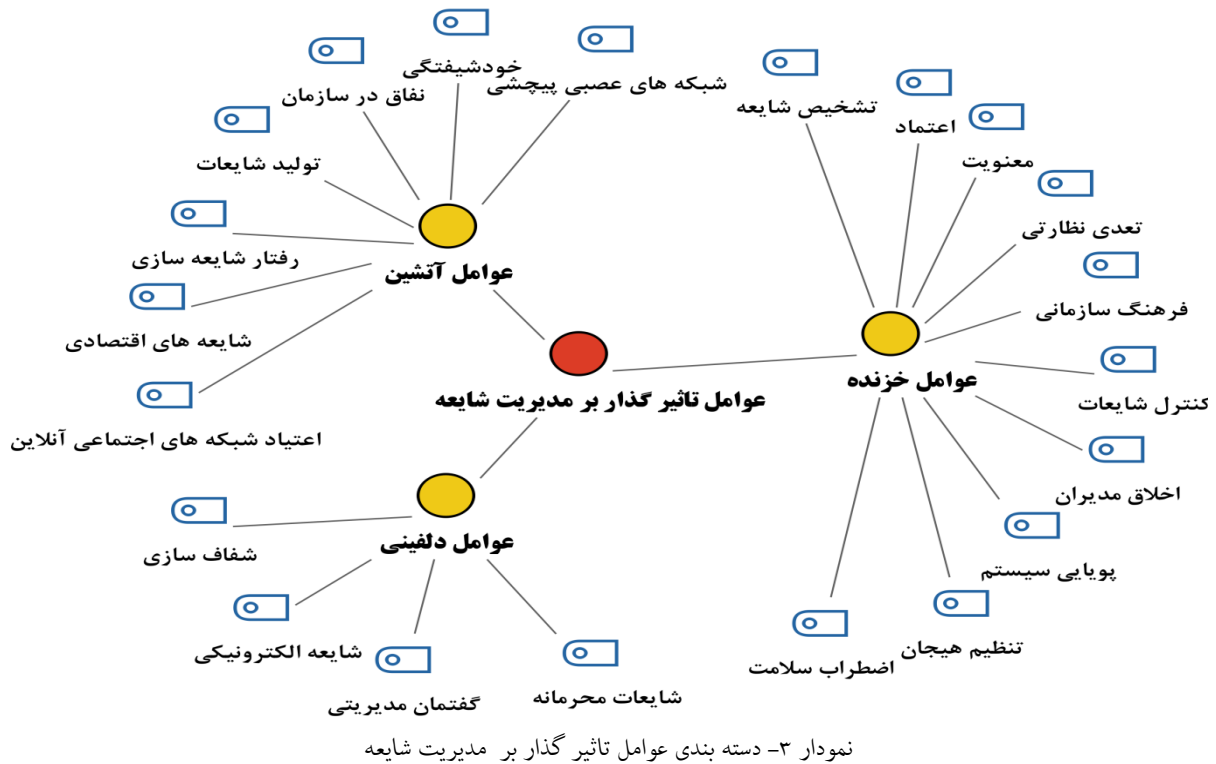 خودشیفتگی
شبکه های عصبی پیچشی
نفاق در سازمان
تولید شایعات
رفتار شایعه سازی
شایعه های اقتصادی
اعتیاد شبکه های اجتماعی آنلاین
عوامل آتشین
تشخیص شایعه
اعتماد
معنویت
تعدی نظارتی
فرهنگ سازمانی
کنترل شایعات
اخلاق مدیران
پویایی سیستم
تنظیم هیجان
اضطراب سلامت
عوامل خزنده
عوامل تاثیر گذار بر مدیریت شایعه
عوامل دلفینی
شفاف سازی
شایعه الکترونیکی
گفتمان مدیریتی
شایعات محرمانه
نمودار ۳- دسته بندی عوامل تاثیر گذار بر مدیریت شایعه